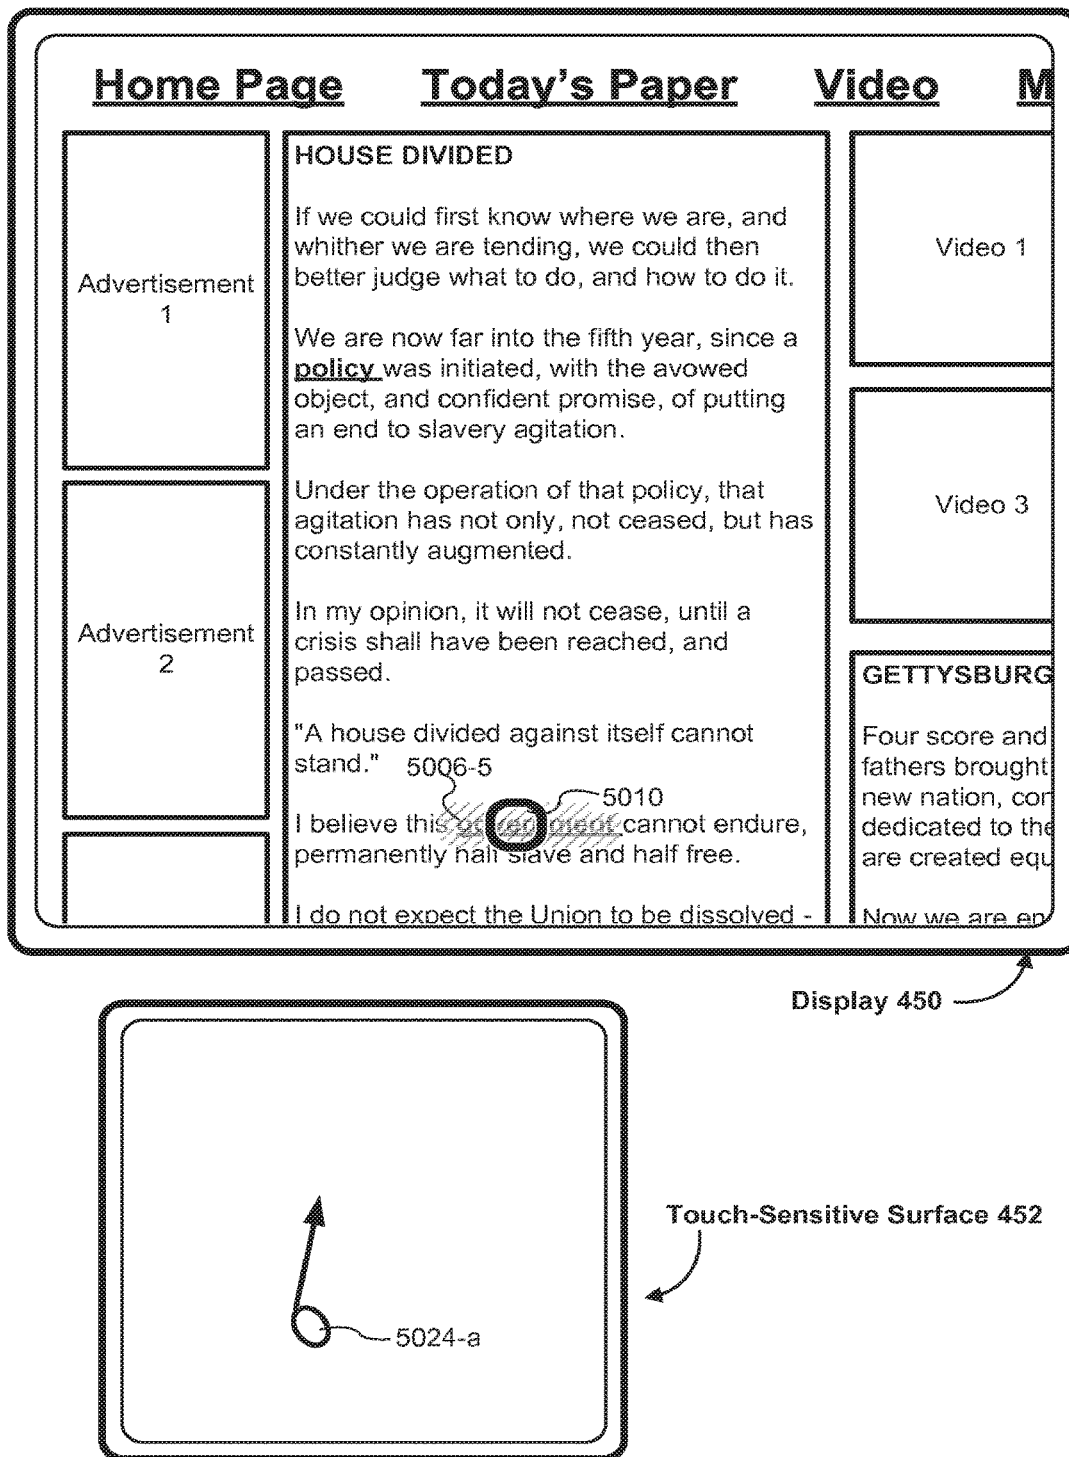 Home Page Today's Paper Video M
Advertisement
1
Advertisement
2
HOUSE DIVIDED
If we could first know where we are, and
whither we are tending, we could then
better judge what to do, and how to do it.
We are now far into the fifth year, since a
policy was initiated, with the avowed
object, and confident promise, of putting
an end to slavery agitation.
Under the operation of that policy, that
agitation has not only, not ceased, but has
constantly augmented.
In my opinion, it will not cease, until a
crisis shall have been reached, and
passed.
"A house divided against itself cannot
stand."
5006-5
5010
I believe this government cannot endure,
permanently half slave and half free.
I do not expect the Union to be dissolved -
Video 1
Video 3
GETTYSBURG
Four score and
fathers brought
new nation, con
dedicated to the
are created equ
Now we are en
Display 450
Touch-Sensitive Surface 452
5024-a